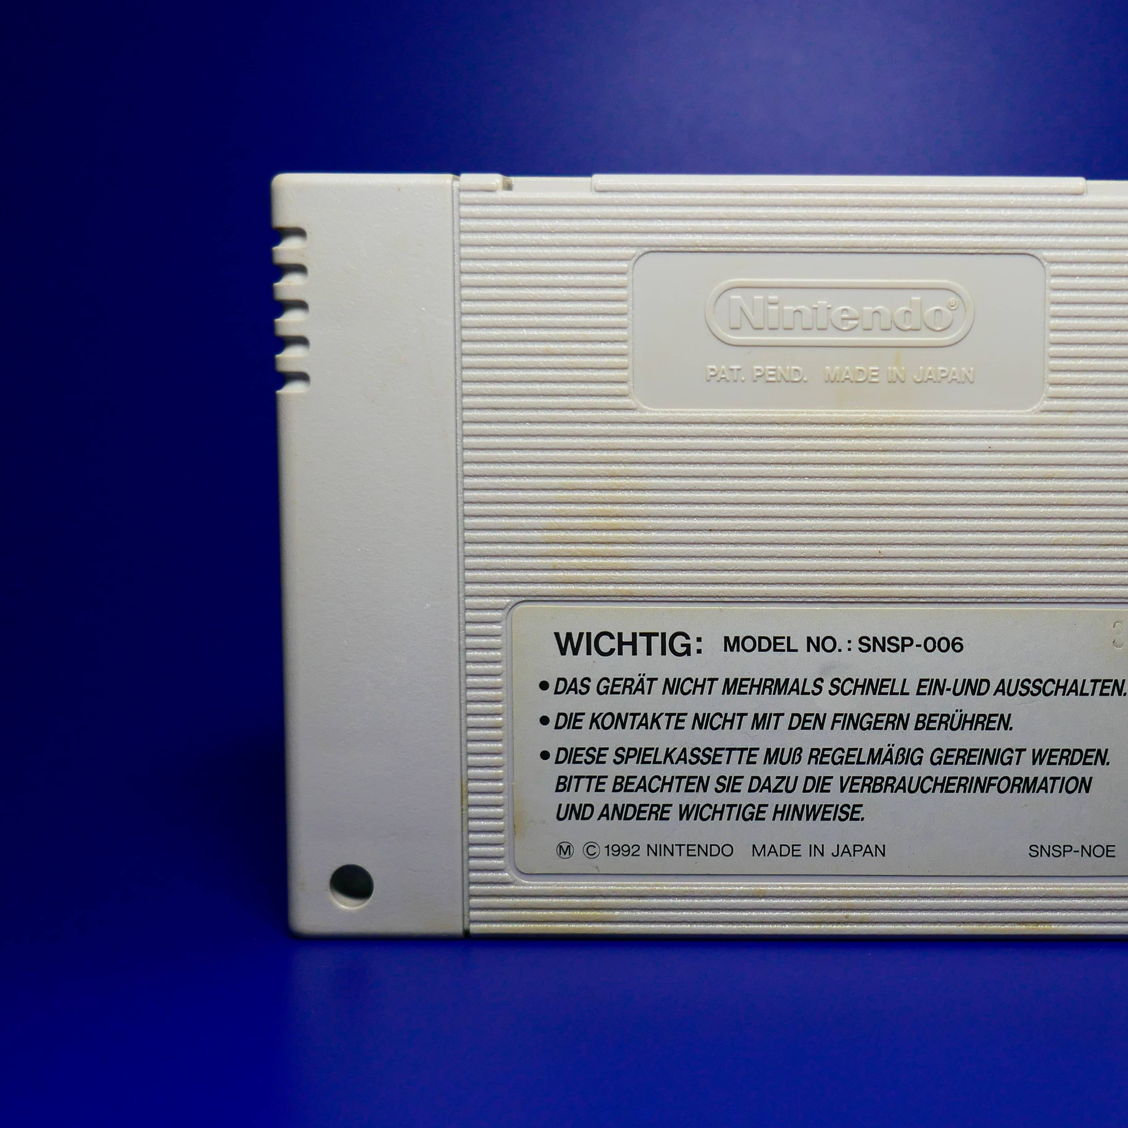 Nintendo®
PAT. PEND. MADE IN JAPAN
WICHTIG: MODEL NO.: SNSP-006
• DAS GERÄT NICHT MEHRMALS SCHNELL EIN-UND AUSSCHALTEN.
• DIE KONTAKTE NICHT MIT DEN FINGERN BERÜHREN.
• DIESE SPIELKASSETTE MUß REGELMÄßIG GEREINIGT WERDEN.
BITTE BEACHTEN SIE DAZU DIE VERBRAUCHERINFORMATION
UND ANDERE WICHTIGE HINWEISE.
Ⓜ © 1992 NINTENDO MADE IN JAPAN SNSP-NOE